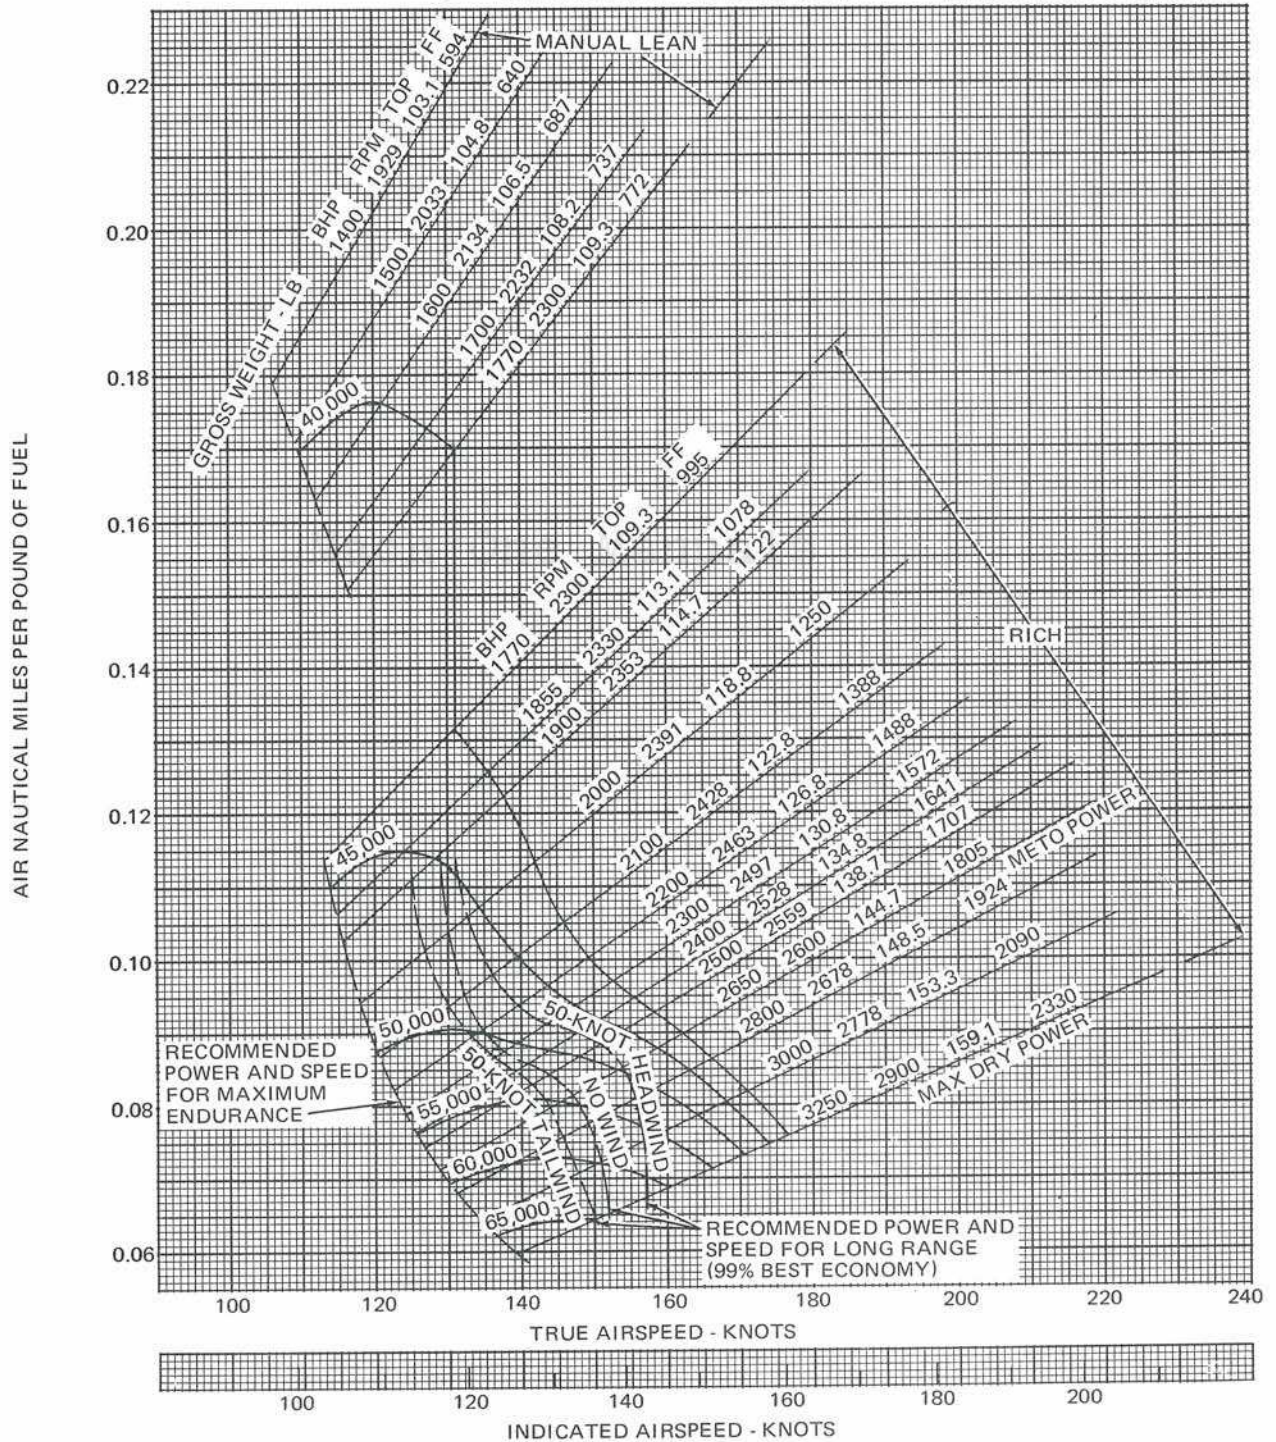 MANUAL LEAN
BHP RPM TOP FF
1400 1929 103.1 594
1500 2033 104.8 640
1600 2134 106.5 687
1700 2232 108.2 737
1770 2300 109.3 772
GROSS WEIGHT - LB
40,000
0.22
0.20
0.18
0.16
0.14
0.12
0.10
0.08
0.06
AIR NAUTICAL MILES PER POUND OF FUEL
BHP RPM TOP FF
1770 2300 109.3 995
1855 2330 113.1 1078
1900 2353 114.7 1122
2000 2391 118.8 1250
2100 2428 122.8 1388
2200 2463 126.8 1488
2300 2497 130.8 1572
2400 2528 134.8 1641
2500 2559 138.7 1707
2650 2600 144.7 1805 METO POWER
2800 2678 148.5 1924
3000 2778 153.3 2090
3250 2900 159.1 2330
MAX DRY POWER
RICH
45,000
50,000
55,000
60,000
65,000
50-KNOT HEADWIND
NO WIND
50-KNOT TAILWIND
RECOMMENDED
POWER AND SPEED
FOR MAXIMUM
ENDURANCE
RECOMMENDED POWER AND
SPEED FOR LONG RANGE
(99% BEST ECONOMY)
100 120 140 160 180 200 220 240
TRUE AIRSPEED - KNOTS
100 120 140 160 180 200
INDICATED AIRSPEED - KNOTS